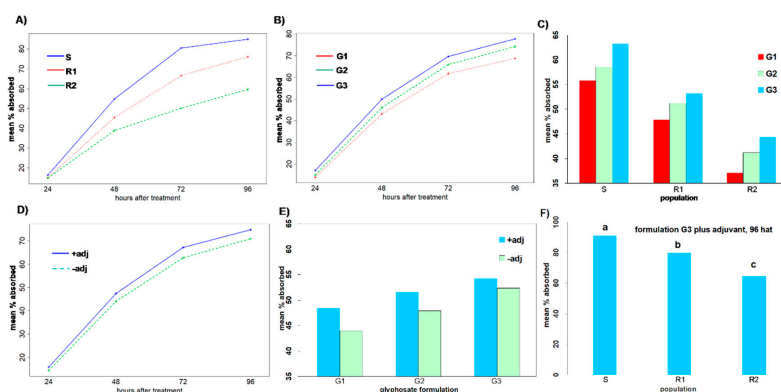 A)
S
R1
R2
mean % absorbed
80
70
60
50
40
30
20
24 48 72 96
hours after treatment
B)
G1
G2
G3
mean % absorbed
80
70
60
50
40
30
20
24 48 72 96
hours after treatment
C)
G1
G2
G3
mean % absorbed
65
60
55
50
45
40
35
S R1 R2
population
D)
+adj
-adj
mean % absorbed
70
60
50
40
30
20
24 48 72 96
hours after treatment
E)
+adj
-adj
mean % absorbed
65
60
55
50
45
40
35
G1 G2 G3
glyphosate formulation
F)
formulation G3 plus adjuvant, 96 hat
a
b
c
mean % absorbed
100
80
60
40
20
0
S R1 R2
population